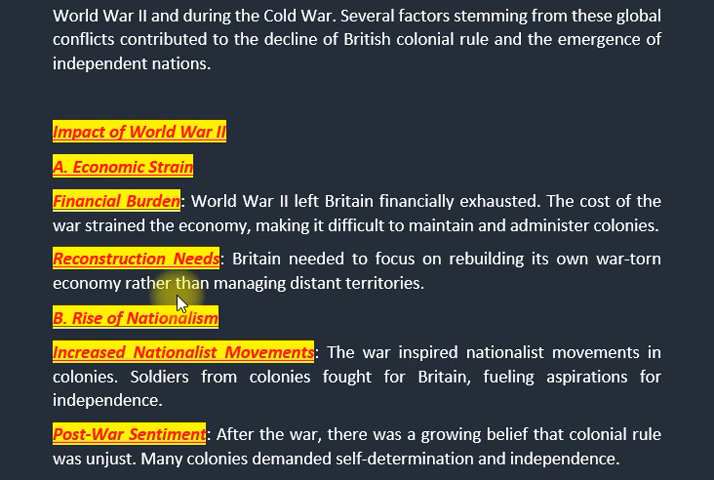 World War II and during the Cold War. Several factors stemming from these global
conflicts contributed to the decline of British colonial rule and the emergence of
independent nations.
Impact of World War II
A. Economic Strain
Financial Burden: World War II left Britain financially exhausted. The cost of the
war strained the economy, making it difficult to maintain and administer colonies.
Reconstruction Needs: Britain needed to focus on rebuilding its own war-torn
economy rather than managing distant territories.
B. Rise of Nationalism
Increased Nationalist Movements: The war inspired nationalist movements in
colonies. Soldiers from colonies fought for Britain, fueling aspirations for
independence.
Post-War Sentiment: After the war, there was a growing belief that colonial rule
was unjust. Many colonies demanded self-determination and independence.